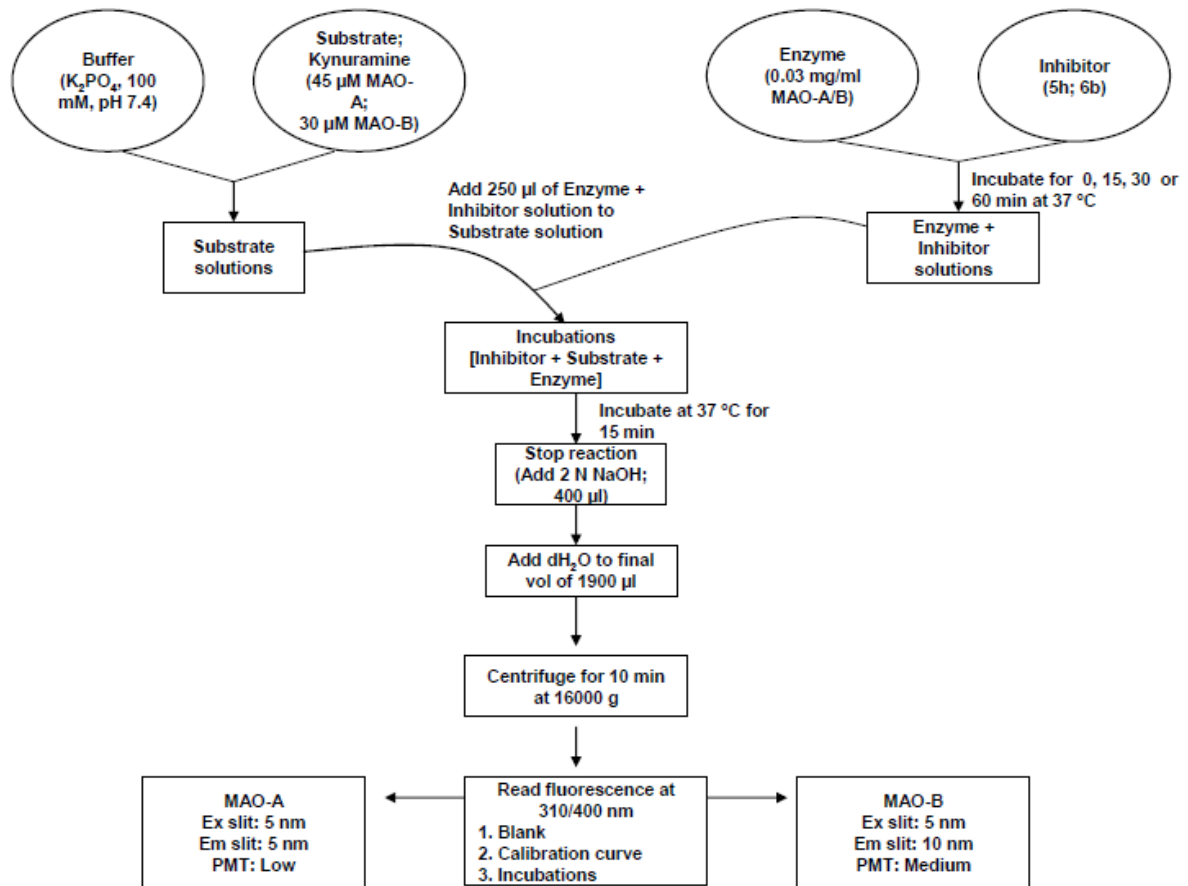 Buffer
(K₂PO₄, 100
mM, pH 7.4)
Substrate;
Kynuramine
(45 µM MAO-
A;
30 µM MAO-B)
Enzyme
(0.03 mg/ml
MAO-A/B)
Inhibitor
(5h; 6b)
Incubate for 0, 15, 30 or
60 min at 37 °C
Add 250 µl of Enzyme +
Inhibitor solution to
Substrate solution
Substrate
solutions
Enzyme +
Inhibitor
solutions
Incubations
[Inhibitor + Substrate +
Enzyme]
Incubate at 37 °C for
15 min
Stop reaction
(Add 2 N NaOH;
400 µl)
Add dH₂O to final
vol of 1900 µl
Centrifuge for 10 min
at 16000 g
MAO-A
Ex slit: 5 nm
Em slit: 5 nm
PMT: Low
Read fluorescence at
310/400 nm
1. Blank
2. Calibration curve
3. Incubations
MAO-B
Ex slit: 5 nm
Em slit: 10 nm
PMT: Medium